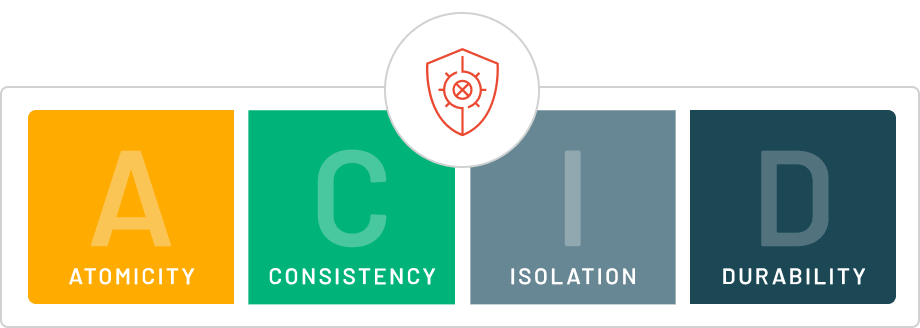 A C I D
ATOMICITY CONSISTENCY ISOLATION DURABILITY